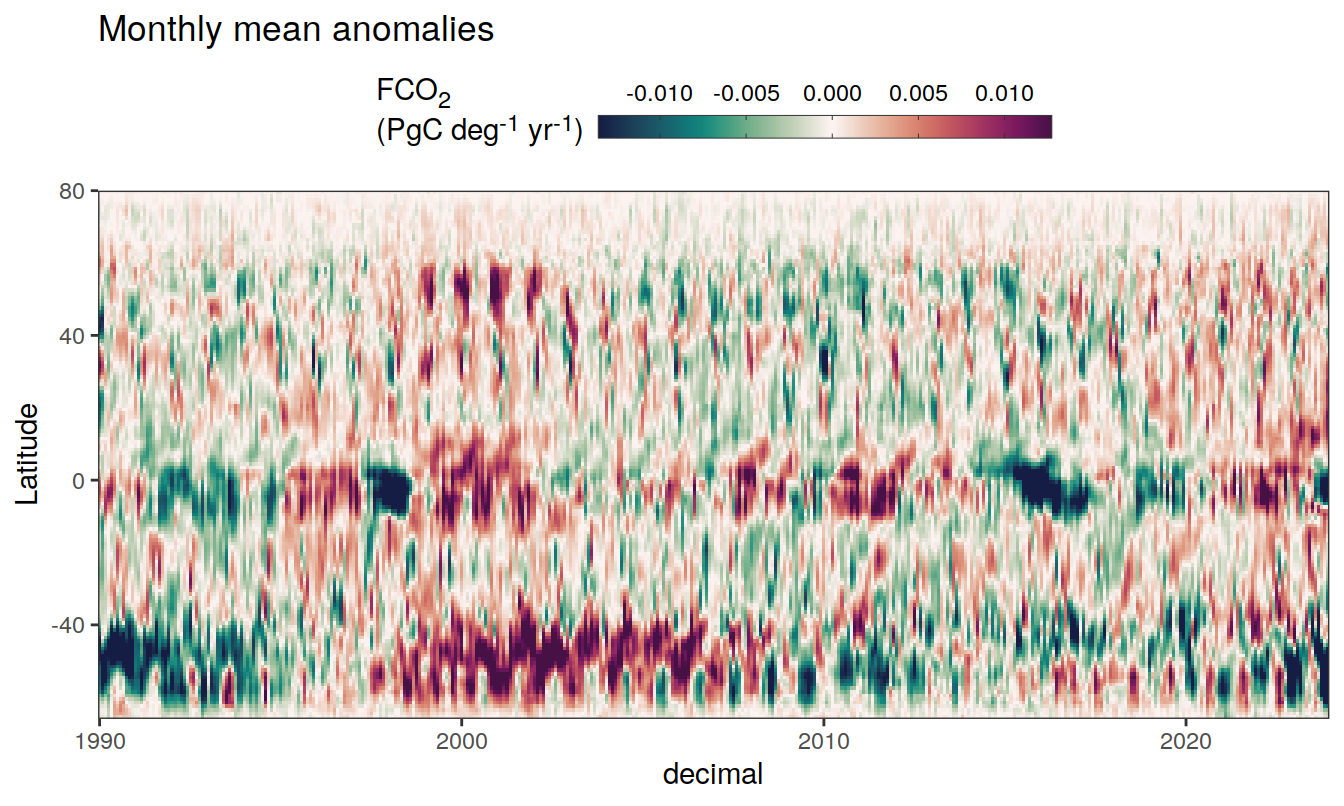 Monthly mean anomalies
FCO₂
(PgC deg⁻¹ yr⁻¹)
-0.010 -0.005 0.000 0.005 0.010
80
40
0
-40
Latitude
1990 2000 2010 2020
decimal